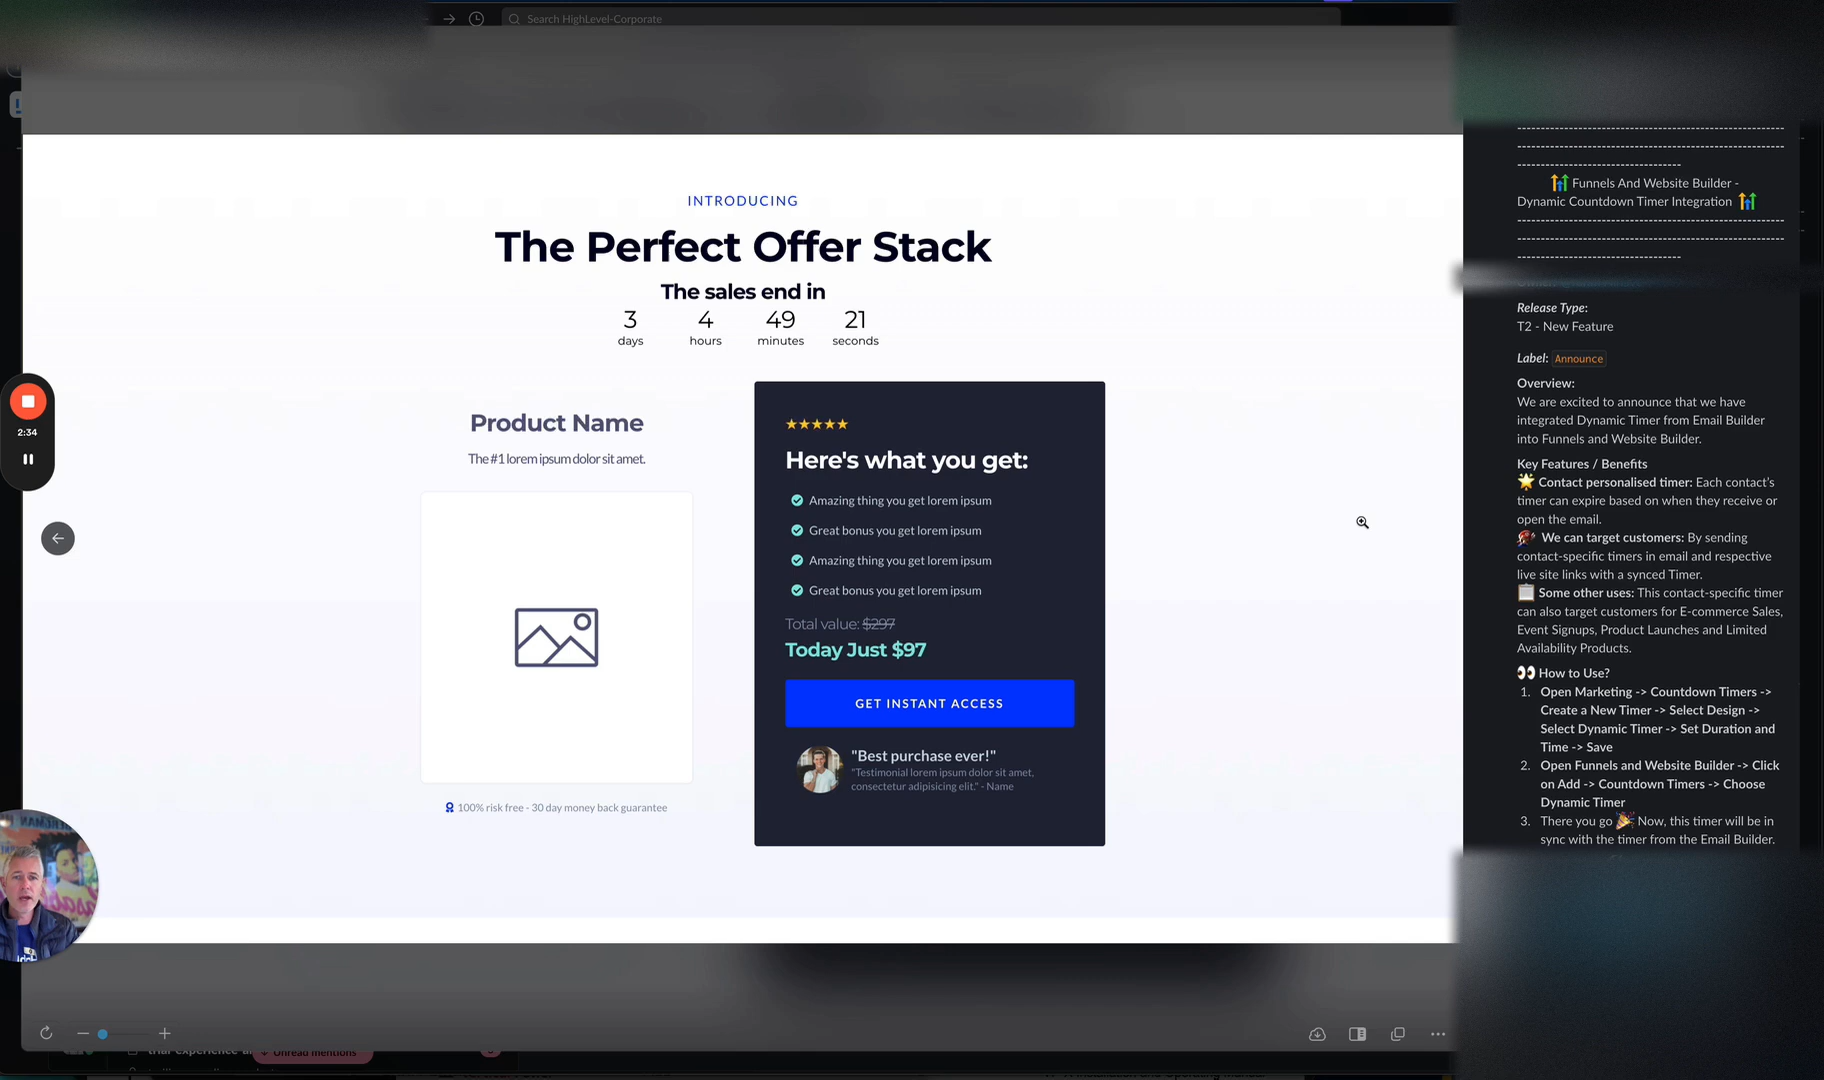 Search HighLevel-Corporate
INTRODUCING
The Perfect Offer Stack
The sales end in
3 4 49 21
days hours minutes seconds
Product Name
The #1 lorem ipsum dolor sit amet.
100% risk free - 30 day money back guarantee
★★★★★
Here's what you get:
Amazing thing you get lorem ipsum
Great bonus you get lorem ipsum
Amazing thing you get lorem ipsum
Great bonus you get lorem ipsum
Total value: $297
Today Just $97
GET INSTANT ACCESS
"Best purchase ever!"
"Testimonial lorem ipsum dolor sit amet,
consectetur adipisicing elit." - Name
2:34
Unread mentions
Funnels And Website Builder -
Dynamic Countdown Timer Integration
Release Type:
T2 - New Feature
Label: Announce
Overview:
We are excited to announce that we have
integrated Dynamic Timer from Email Builder
into Funnels and Website Builder.
Key Features / Benefits
Contact personalised timer: Each contact's
timer can expire based on when they receive or
open the email.
We can target customers: By sending
contact-specific timers in email and respective
live site links with a synced Timer.
Some other uses: This contact-specific timer
can also target customers for E-commerce Sales,
Event Signups, Product Launches and Limited
Availability Products.
How to Use?
1. Open Marketing -> Countdown Timers ->
Create a New Timer -> Select Design ->
Select Dynamic Timer -> Set Duration and
Time -> Save
2. Open Funnels and Website Builder -> Click
on Add -> Countdown Timers -> Choose
Dynamic Timer
3. There you go 🎉 Now, this timer will be in
sync with the timer from the Email Builder.